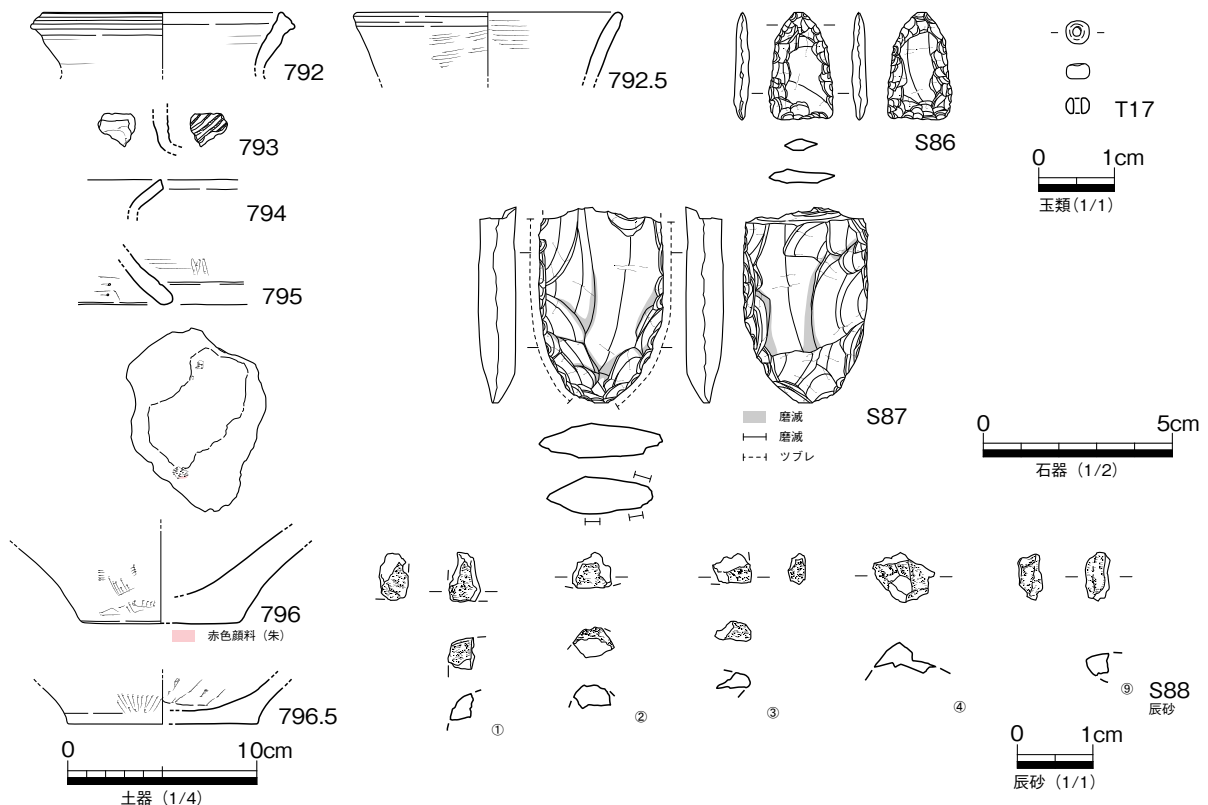 792
792.5
S86
T17
0 1cm
玉類(1/1)
793
794
795
S87
磨滅
磨滅
ツブレ
0 5cm
石器 (1/2)
796
赤色顔料 (朱)
796.5
0 10cm
土器 (1/4)
①
②
③
④
⑨
S88
辰砂
0 1cm
辰砂 (1/1)